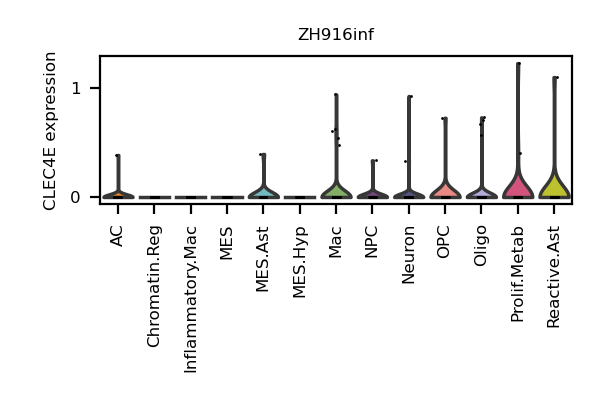 ZH916inf
CLEC4E expression
1
0
AC
Chromatin.Reg
Inflammatory.Mac
MES
MES.Ast
MES.Hyp
Mac
NPC
Neuron
OPC
Oligo
Prolif.Metab
Reactive.Ast